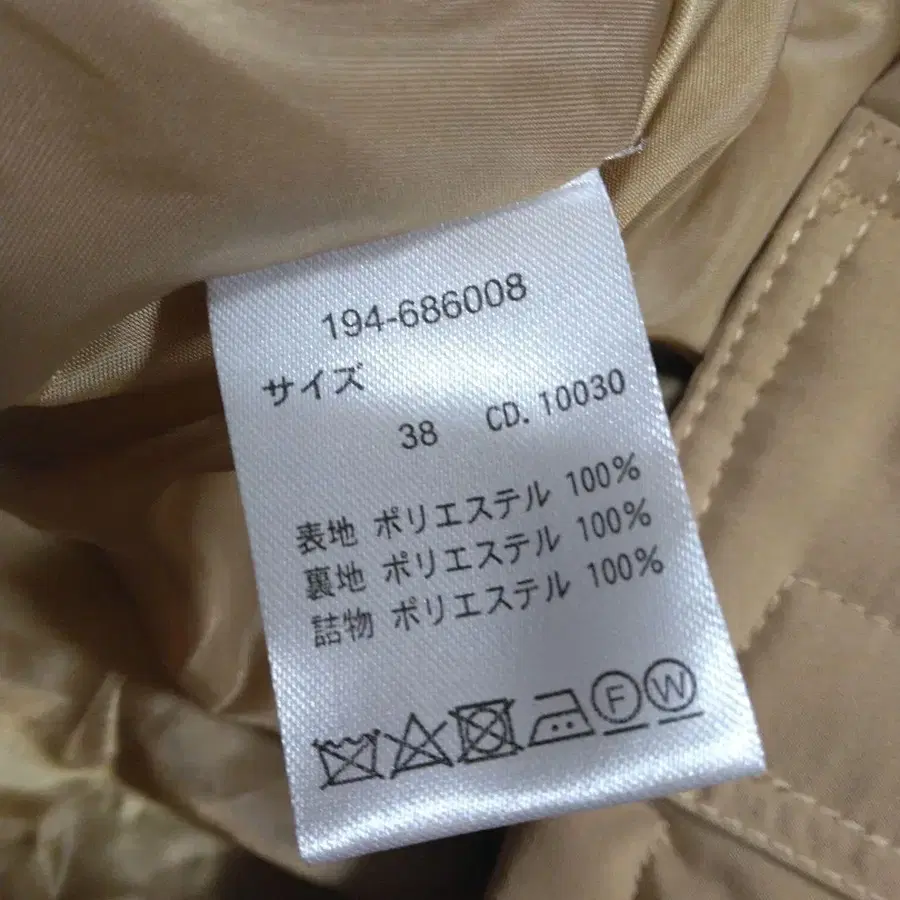 194-686008
サイズ
38 CD.10030
表地 ポリエステル 100%
裏地 ポリエステル 100%
詰物 ポリエステル 100%
F W